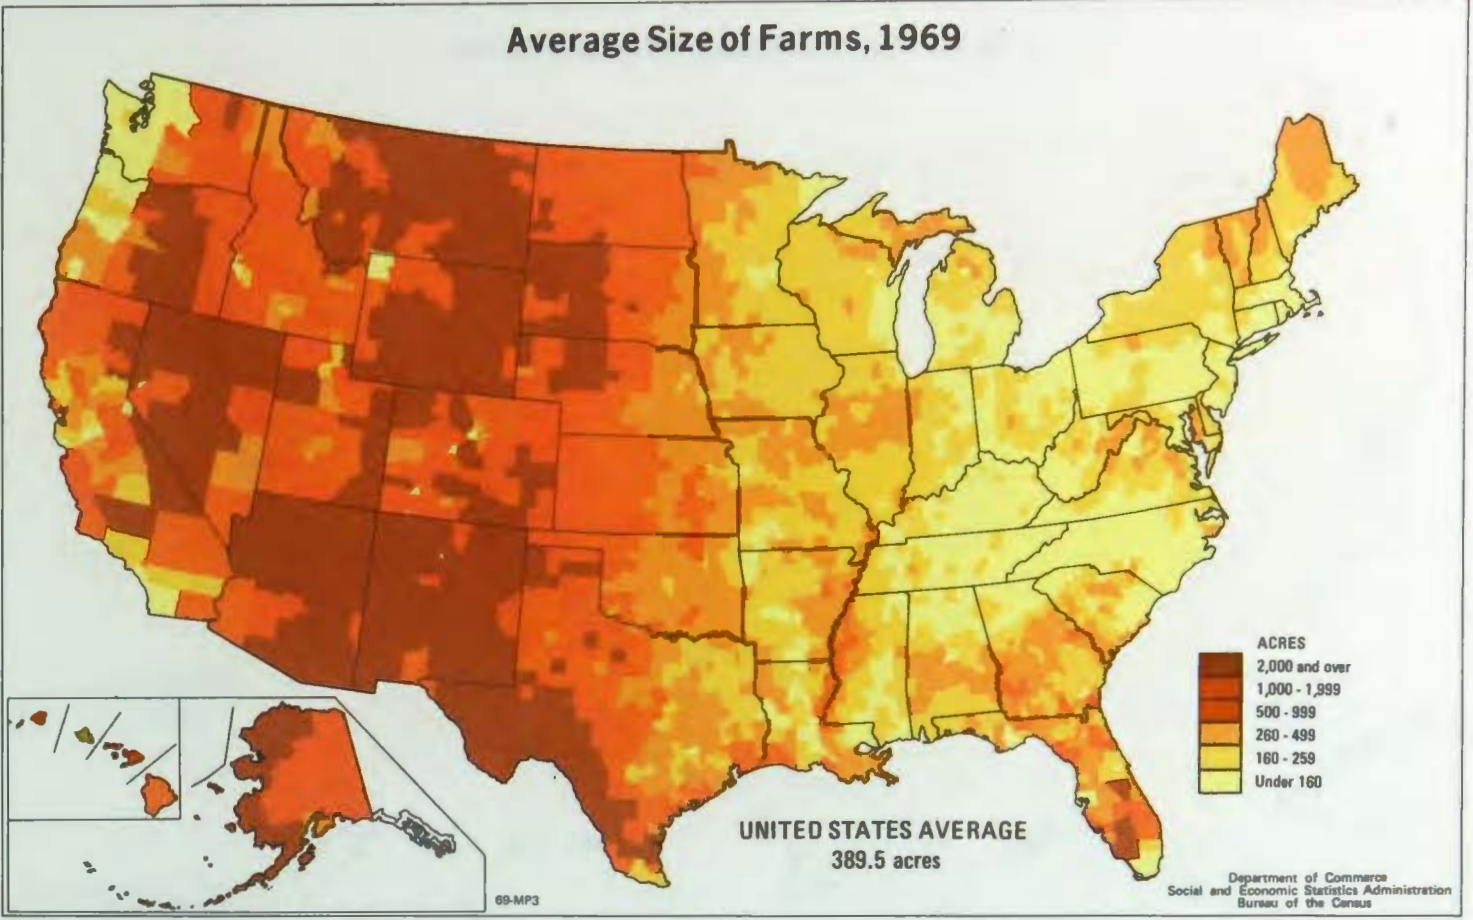 Average Size of Farms, 1969
ACRES
2,000 and over
1,000 - 1,999
500 - 999
260 - 499
160 - 259
Under 160
UNITED STATES AVERAGE
389.5 acres
69-MP3
Department of Commerce
Social and Economic Statistics Administration
Bureau of the Census